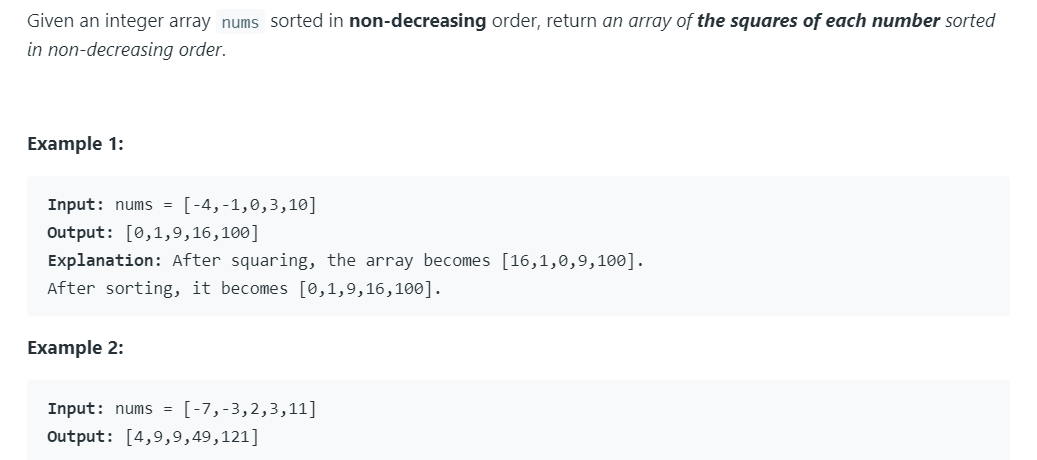 Given an integer array nums sorted in non-decreasing order, return an array of the squares of each number sorted
in non-decreasing order.
Example 1:
Input: nums = [-4,-1,0,3,10]
Output: [0,1,9,16,100]
Explanation: After squaring, the array becomes [16,1,0,9,100].
After sorting, it becomes [0,1,9,16,100].
Example 2:
Input: nums = [-7,-3,2,3,11]
Output: [4,9,9,49,121]